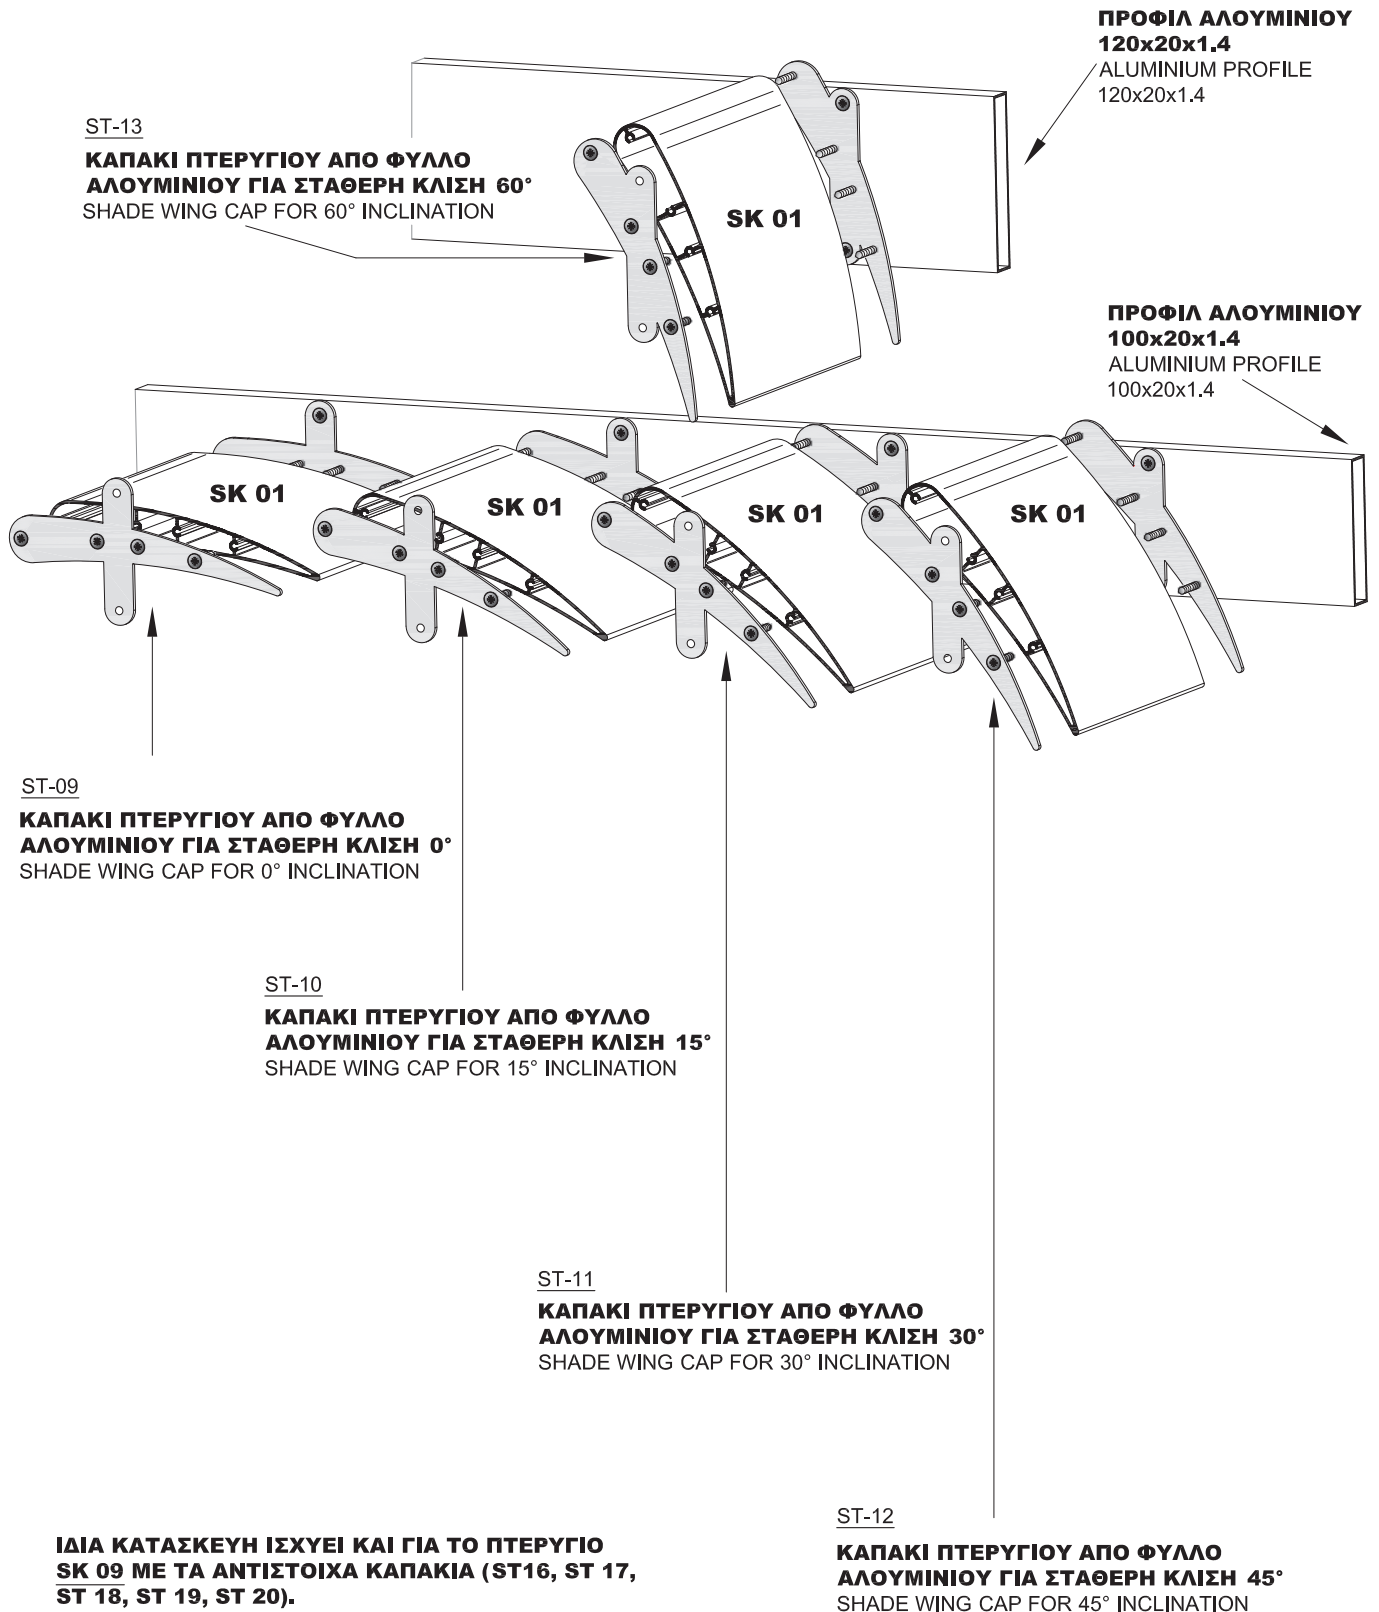 ΠΡΟΦΙΛ ΑΛΟΥΜΙΝΙΟΥ
120x20x1.4
ALUMINIUM PROFILE
120x20x1.4
ST-13
ΚΑΠΑΚΙ ΠΤΕΡΥΓΙΟΥ ΑΠΟ ΦΥΛΛΟ
ΑΛΟΥΜΙΝΙΟΥ ΓΙΑ ΣΤΑΘΕΡΗ ΚΛΙΣΗ 60°
SHADE WING CAP FOR 60° INCLINATION
SK 01
ΠΡΟΦΙΛ ΑΛΟΥΜΙΝΙΟΥ
100x20x1.4
ALUMINIUM PROFILE
100x20x1.4
SK 01
SK 01
SK 01
SK 01
ST-09
ΚΑΠΑΚΙ ΠΤΕΡΥΓΙΟΥ ΑΠΟ ΦΥΛΛΟ
ΑΛΟΥΜΙΝΙΟΥ ΓΙΑ ΣΤΑΘΕΡΗ ΚΛΙΣΗ 0°
SHADE WING CAP FOR 0° INCLINATION
ST-10
ΚΑΠΑΚΙ ΠΤΕΡΥΓΙΟΥ ΑΠΟ ΦΥΛΛΟ
ΑΛΟΥΜΙΝΙΟΥ ΓΙΑ ΣΤΑΘΕΡΗ ΚΛΙΣΗ 15°
SHADE WING CAP FOR 15° INCLINATION
ST-11
ΚΑΠΑΚΙ ΠΤΕΡΥΓΙΟΥ ΑΠΟ ΦΥΛΛΟ
ΑΛΟΥΜΙΝΙΟΥ ΓΙΑ ΣΤΑΘΕΡΗ ΚΛΙΣΗ 30°
SHADE WING CAP FOR 30° INCLINATION
ST-12
ΚΑΠΑΚΙ ΠΤΕΡΥΓΙΟΥ ΑΠΟ ΦΥΛΛΟ
ΑΛΟΥΜΙΝΙΟΥ ΓΙΑ ΣΤΑΘΕΡΗ ΚΛΙΣΗ 45°
SHADE WING CAP FOR 45° INCLINATION
ΙΔΙΑ ΚΑΤΑΣΚΕΥΗ ΙΣΧΥΕΙ ΚΑΙ ΓΙΑ ΤΟ ΠΤΕΡΥΓΙΟ
SK 09 ΜΕ ΤΑ ΑΝΤΙΣΤΟΙΧΑ ΚΑΠΑΚΙΑ (ST16, ST 17,
ST 18, ST 19, ST 20).